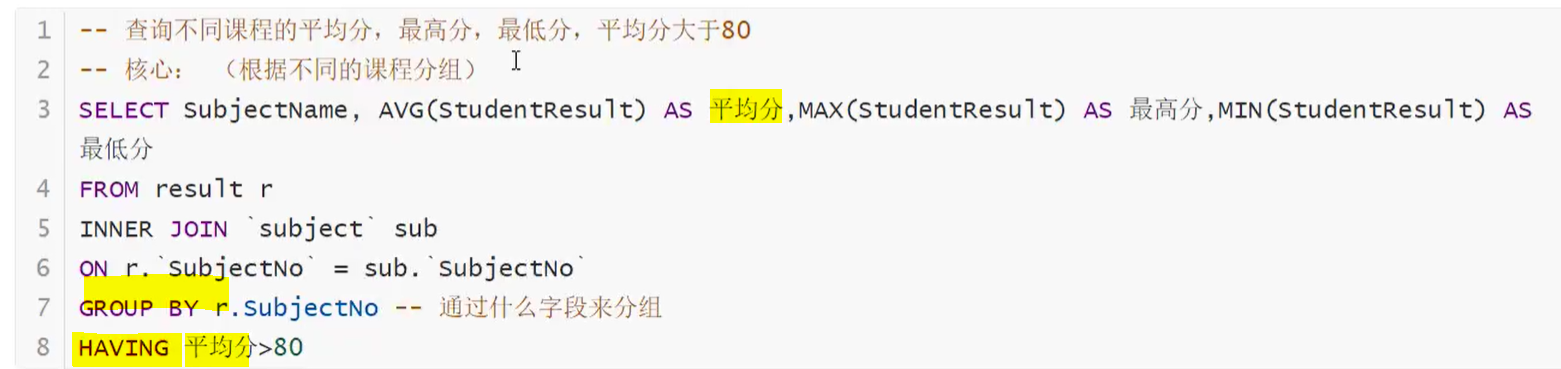 1 -- 查询不同课程的平均分，最高分，最低分，平均分大于80
2 -- 核心： （根据不同的课程分组）
3 SELECT SubjectName, AVG(StudentResult) AS 平均分,MAX(StudentResult) AS 最高分,MIN(StudentResult) AS
最低分
4 FROM result r
5 INNER JOIN `subject` sub
6 ON r.`SubjectNo` = sub.`SubjectNo`
7 GROUP BY r.SubjectNo -- 通过什么字段来分组
8 HAVING 平均分>80